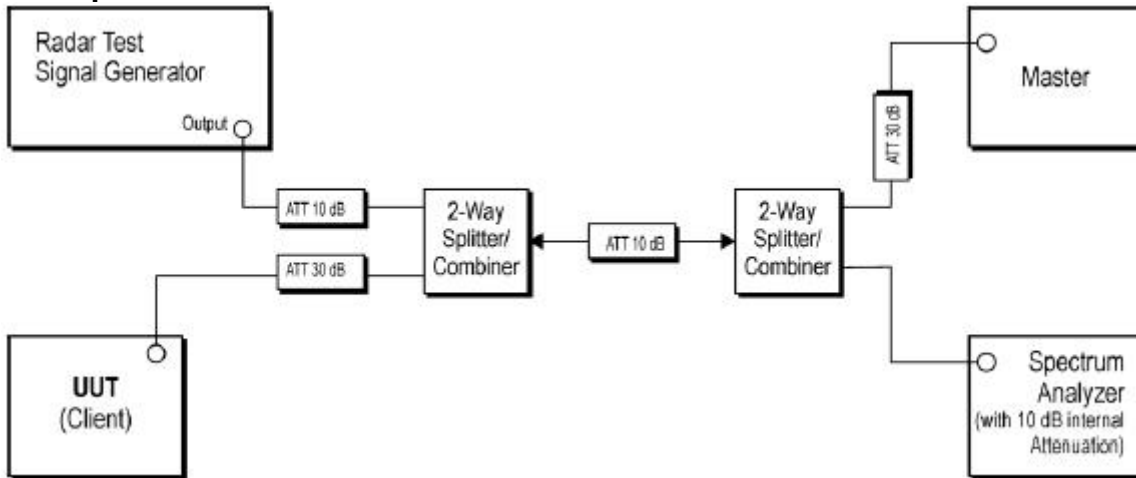 Radar Test
Signal Generator
Output
ATT 10 dB
ATT 30 dB
UUT
(Client)
2-Way
Splitter/
Combiner
ATT 10 dB
2-Way
Splitter/
Combiner
ATT 30 dB
Master
Spectrum
Analyzer
(with 10 dB internal
Attenuation)